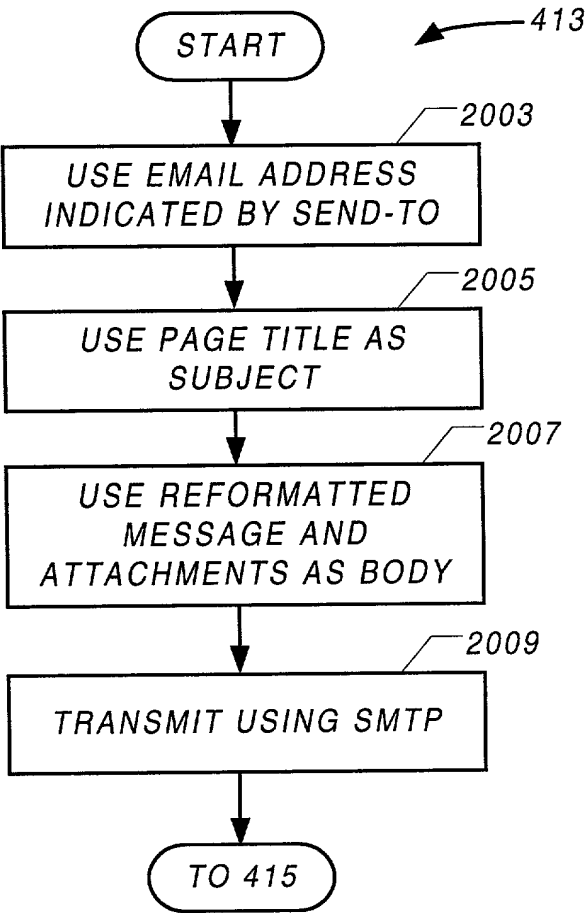 413
START
2003
USE EMAIL ADDRESS
INDICATED BY SEND-TO
2005
USE PAGE TITLE AS
SUBJECT
2007
USE REFORMATTED
MESSAGE AND
ATTACHMENTS AS BODY
2009
TRANSMIT USING SMTP
TO 415